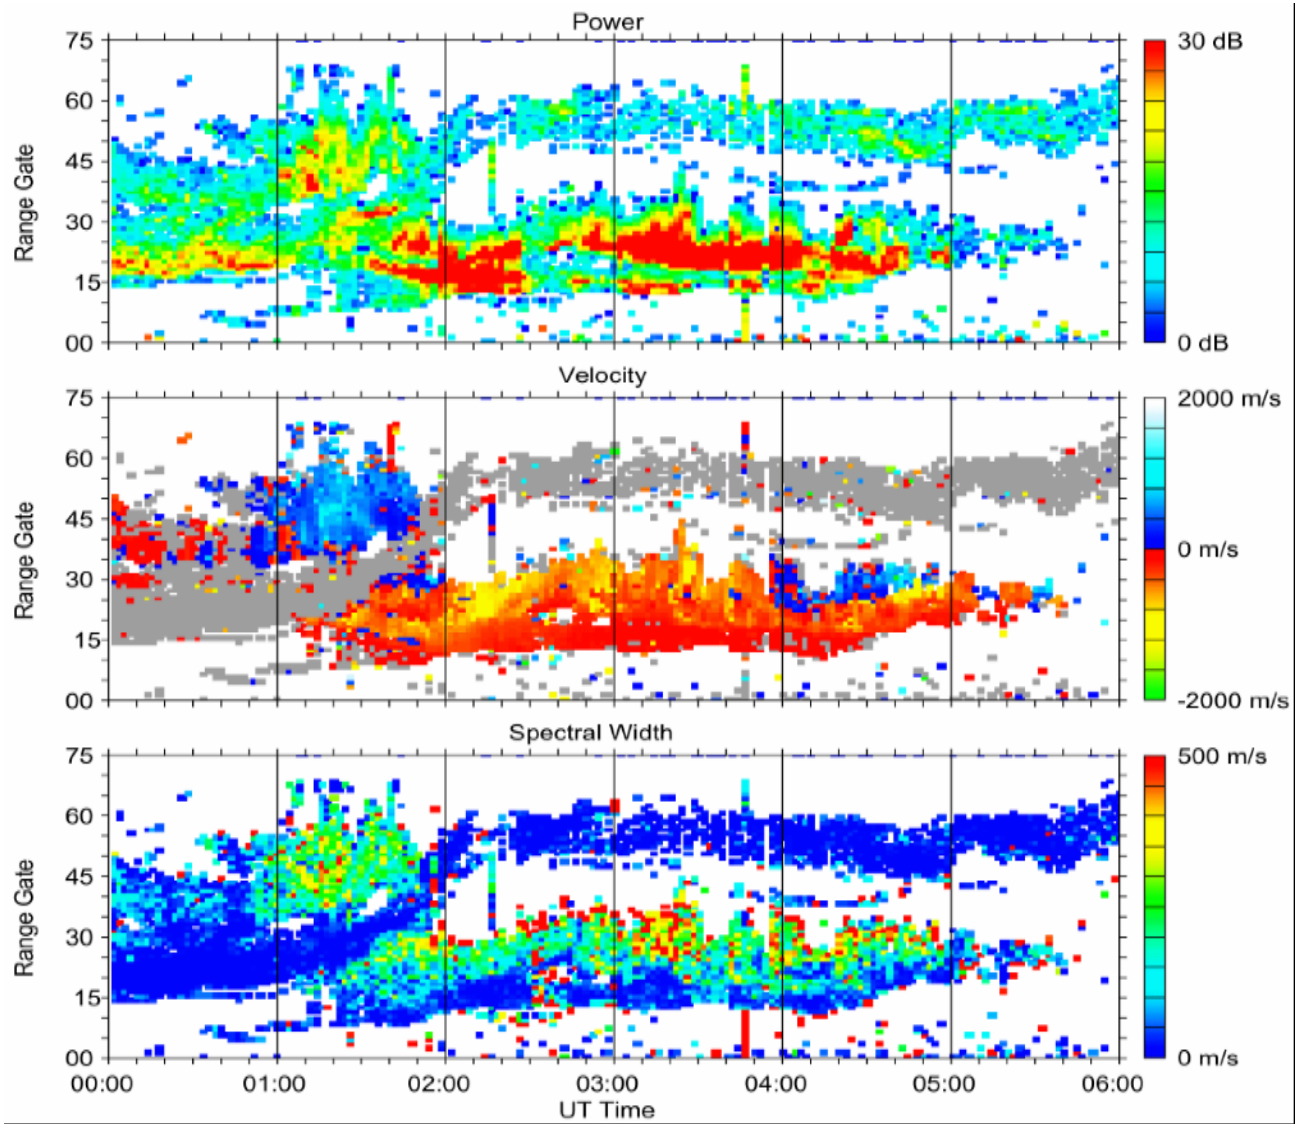 Power
75
60
45
30
15
00
Range Gate
30 dB
0 dB
Velocity
75
60
45
30
15
00
Range Gate
2000 m/s
0 m/s
-2000 m/s
Spectral Width
75
60
45
30
15
00
Range Gate
500 m/s
0 m/s
00:00 01:00 02:00 03:00 04:00 05:00 06:00
UT Time